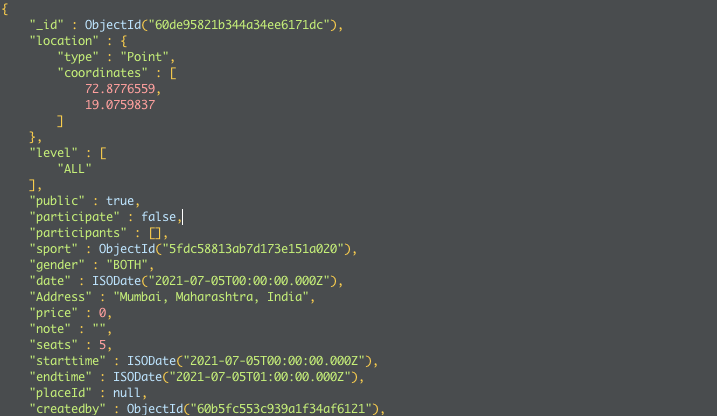 {
"_id" : ObjectId("60de95821b344a34ee6171dc"),
"location" : {
"type" : "Point",
"coordinates" : [
72.8776559,
19.0759837
]
},
"level" : [
"ALL"
],
"public" : true,
"participate" : false,
"participants" : [],
"sport" : ObjectId("5fdc58813ab7d173e151a020"),
"gender" : "BOTH",
"date" : ISODate("2021-07-05T00:00:00.000Z"),
"Address" : "Mumbai, Maharashtra, India",
"price" : 0,
"note" : "",
"seats" : 5,
"starttime" : ISODate("2021-07-05T00:00:00.000Z"),
"endtime" : ISODate("2021-07-05T01:00:00.000Z"),
"placeId" : null,
"createdby" : ObjectId("60b5fc553c939a1f34af6121"),